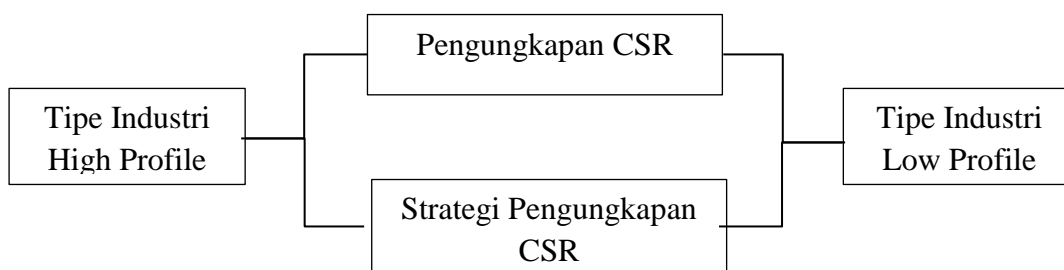 Pengungkapan CSR
Tipe Industri
High Profile
Tipe Industri
Low Profile
Strategi Pengungkapan
CSR